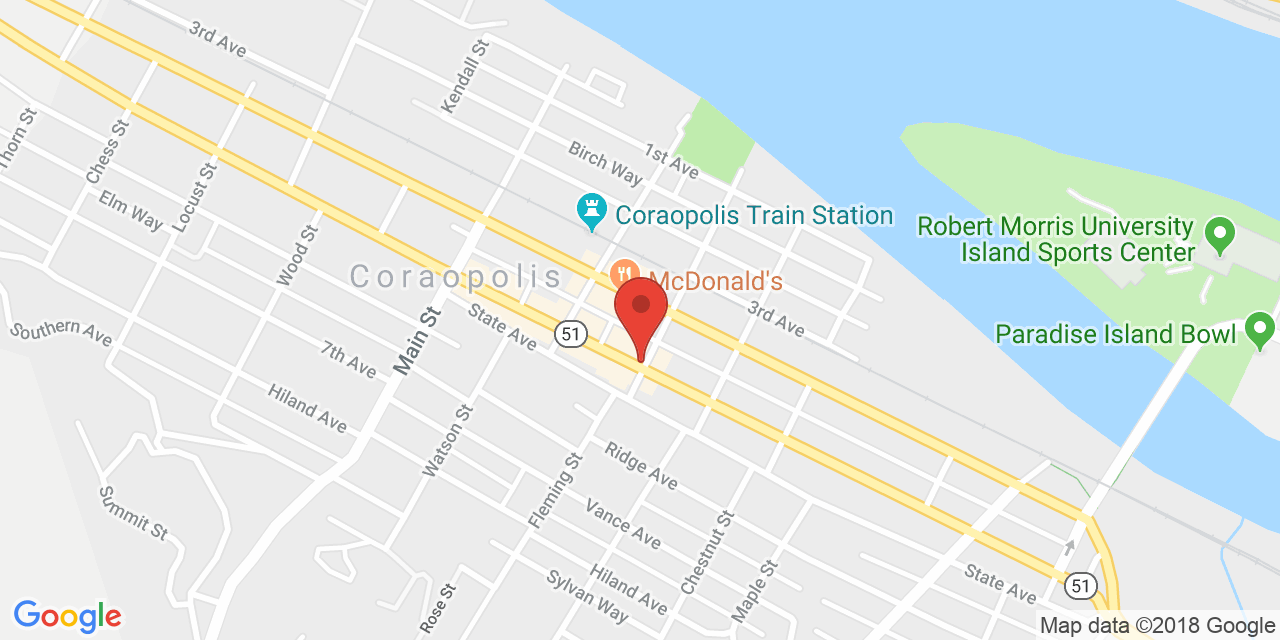 3rd Ave
Kendall St
Thorn St
Chess St
Birch Way
1st Ave
Locust St
Elm Way
Coraopolis Train Station
Robert Morris University
Island Sports Center
Wood St
Coraopolis
McDonald's
3rd Ave
Southern Ave
State Ave
51
Paradise Island Bowl
7th Ave
Main St
Hiland Ave
Watson St
Ridge Ave
Summit St
Fleming St
Vance Ave
Chestnut St
Hiland Ave
Sylvan Way
Maple St
State Ave
51
Rose St
Google
Map data ©2018 Google